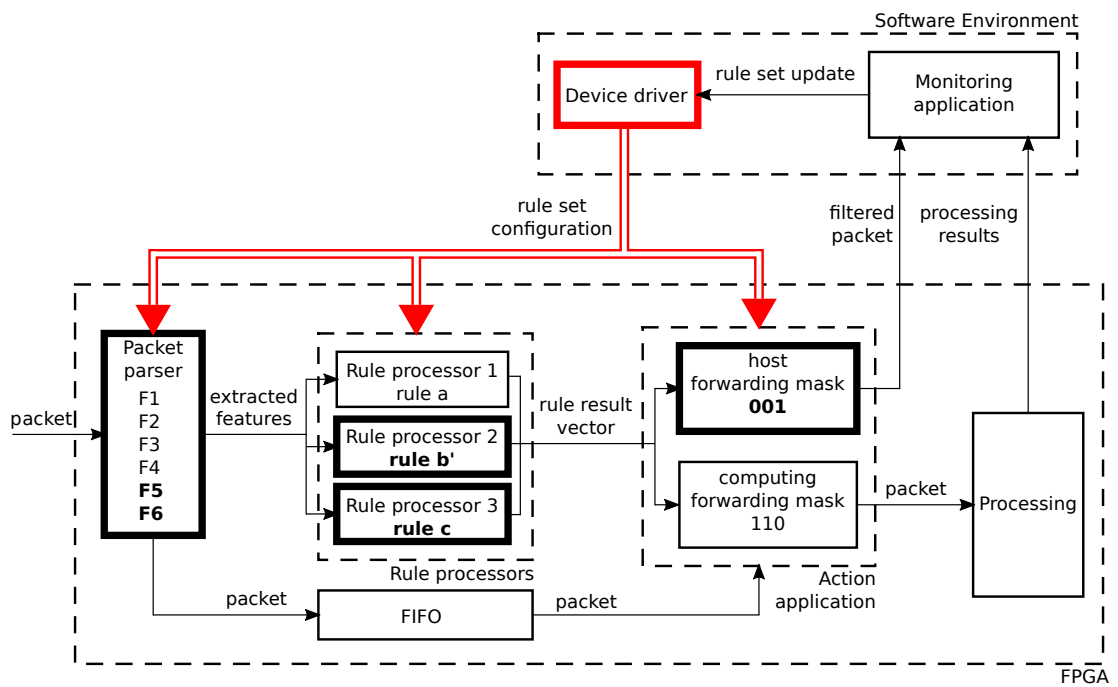 Software Environment
Device driver
rule set update
Monitoring
application
rule set
configuration
filtered
packet
processing
results
Packet
parser
F1
F2
F3
F4
F5
F6
packet
extracted
features
Rule processor 1
rule a
Rule processor 2
rule b'
Rule processor 3
rule c
Rule processors
rule result
vector
host
forwarding mask
001
computing
forwarding mask
110
packet
Processing
Action
application
packet
FIFO
packet
FPGA